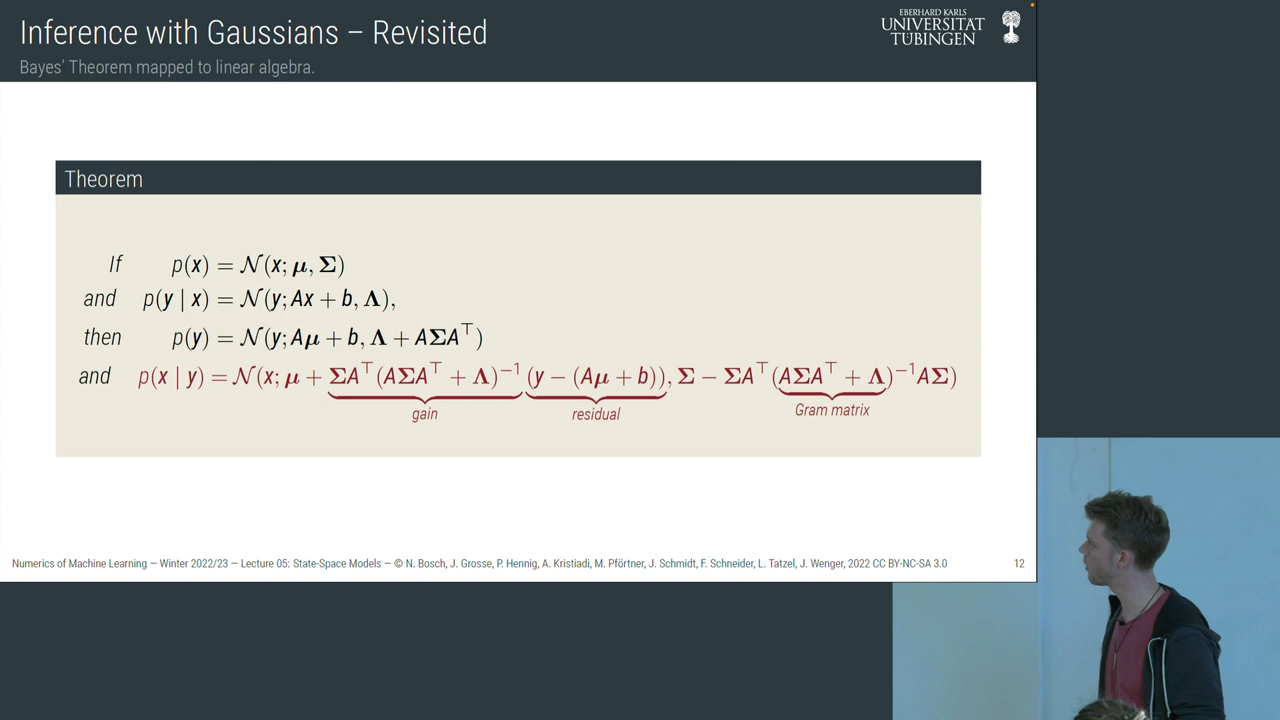 Inference with Gaussians – Revisited
Bayes' Theorem mapped to linear algebra.
EBERHARD KARLS
UNIVERSITÄT
TÜBINGEN
Theorem
If p(x) = 𝒩(x; μ, Σ)
and p(y | x) = 𝒩(y; Ax + b, Λ),
then p(y) = 𝒩(y; Aμ + b, Λ + AΣA⊤)
and p(x | y) = 𝒩(x; μ + ΣA⊤(AΣA⊤ + Λ)⁻¹ (y − (Aμ + b)), Σ − ΣA⊤(AΣA⊤ + Λ)⁻¹AΣ)
gain residual Gram matrix
Numerics of Machine Learning — Winter 2022/23 — Lecture 05: State-Space Models — © N. Bosch, J. Grosse, P. Hennig, A. Kristiadi, M. Pförtner, J. Schmidt, F. Schneider, L. Tatzel, J. Wenger, 2022 CC BY-NC-SA 3.0 12